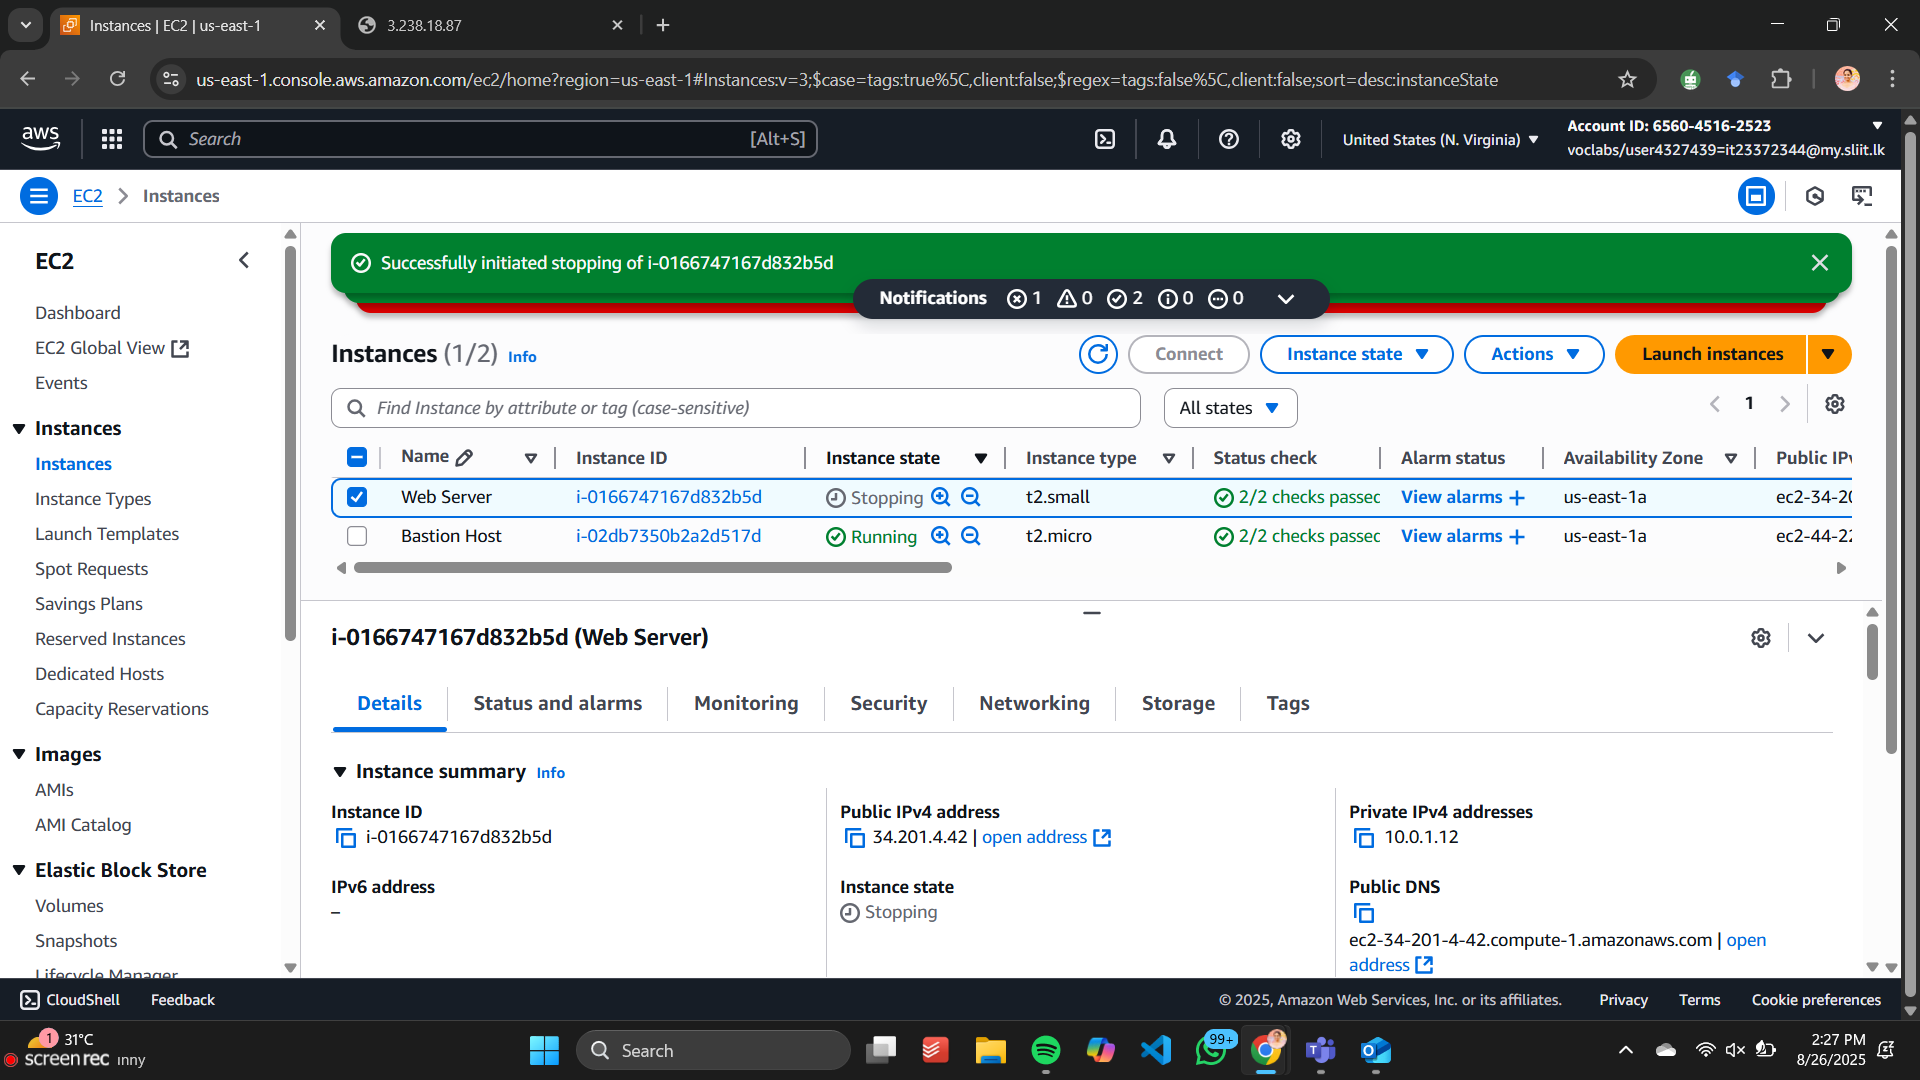 Instances | EC2 | us-east-1
3.238.18.87
us-east-1.console.aws.amazon.com/ec2/home?region=us-east-1#Instances:v=3;$case=tags:true%5C,client:false;$regex=tags:false%5C,client:false;sort=desc:instanceState
aws
Search [Alt+S]
United States (N. Virginia)
Account ID: 6560-4516-2523
voclabs/user4327439=it23372344@my.sliit.lk
EC2 > Instances
EC2
Dashboard
EC2 Global View
Events
Instances
Instances
Instance Types
Launch Templates
Spot Requests
Savings Plans
Reserved Instances
Dedicated Hosts
Capacity Reservations
Images
AMIs
AMI Catalog
Elastic Block Store
Volumes
Snapshots
Lifecycle Manager
Successfully initiated stopping of i-0166747167d832b5d
Notifications 1 0 2 0 0
Instances (1/2) Info
Connect Instance state Actions Launch instances
Find Instance by attribute or tag (case-sensitive) All states 1
Name Instance ID Instance state Instance type Status check Alarm status Availability Zone Public IPv
Web Server i-0166747167d832b5d Stopping t2.small 2/2 checks passed View alarms + us-east-1a ec2-34-20
Bastion Host i-02db7350b2a2d517d Running t2.micro 2/2 checks passed View alarms + us-east-1a ec2-44-22
i-0166747167d832b5d (Web Server)
Details Status and alarms Monitoring Security Networking Storage Tags
Instance summary Info
Instance ID
i-0166747167d832b5d
Public IPv4 address
34.201.4.42 | open address
Private IPv4 addresses
10.0.1.12
IPv6 address
–
Instance state
Stopping
Public DNS
ec2-34-201-4-42.compute-1.amazonaws.com | open address
CloudShell Feedback
© 2025, Amazon Web Services, Inc. or its affiliates. Privacy Terms Cookie preferences
1 31°C
screenrec nny
Search
99+
2:27 PM
8/26/2025